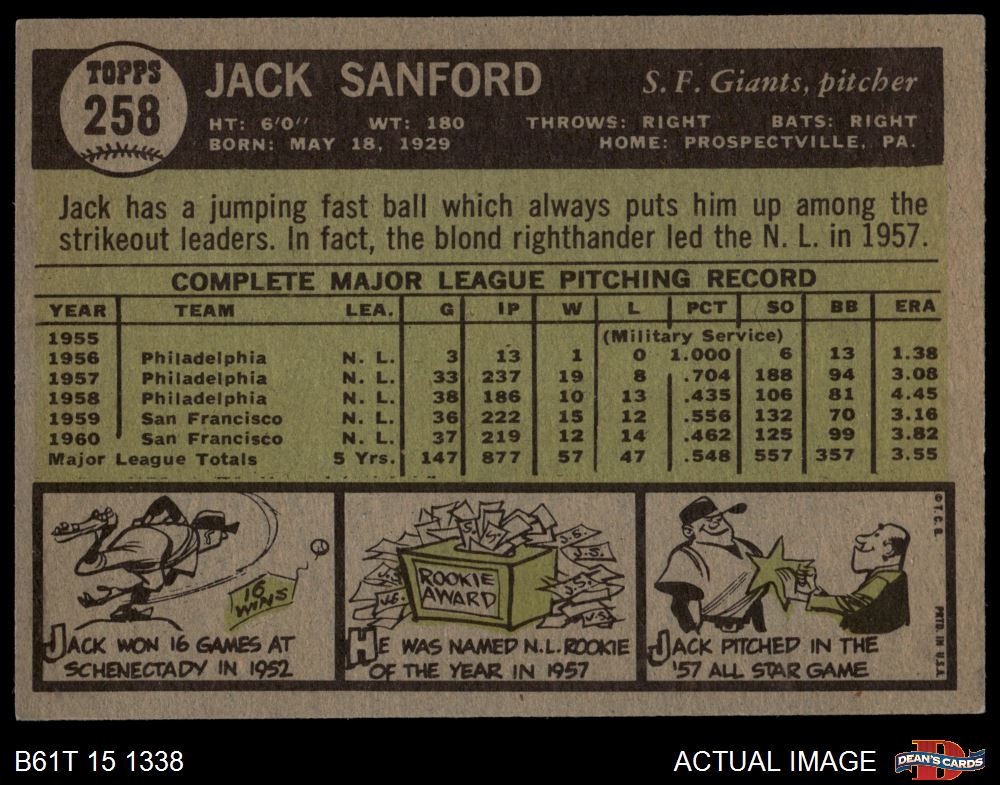 TOPPS
258
JACK SANFORD
S. F. Giants, pitcher
HT: 6'0'' WT: 180 THROWS: RIGHT BATS: RIGHT
BORN: MAY 18, 1929 HOME: PROSPECTVILLE, PA.
Jack has a jumping fast ball which always puts him up among the
strikeout leaders. In fact, the blond righthander led the N. L. in 1957.
COMPLETE MAJOR LEAGUE PITCHING RECORD
YEAR TEAM LEA. G IP W L PCT SO BB ERA
1955 (Military Service)
1956 Philadelphia N. L. 3 13 1 0 1.000 6 13 1.38
1957 Philadelphia N. L. 33 237 19 8 .704 188 94 3.08
1958 Philadelphia N. L. 38 186 10 13 .435 106 81 4.45
1959 San Francisco N. L. 36 222 15 12 .556 132 70 3.16
1960 San Francisco N. L. 37 219 12 14 .462 125 99 3.82
Major League Totals 5 Yrs. 147 877 57 47 .548 557 357 3.55
16
WINS
JACK WON 16 GAMES AT
SCHENECTADY IN 1952
ROOKIE
AWARD
J.S.
J.S.
J.S.
HE WAS NAMED N.L. ROOKIE
OF THE YEAR IN 1957
JACK PITCHED IN THE
'57 ALL STAR GAME
© T.C.G.
PRTD. IN U.S.A.
B61T 15 1338
ACTUAL IMAGE
DEAN'S CARDS